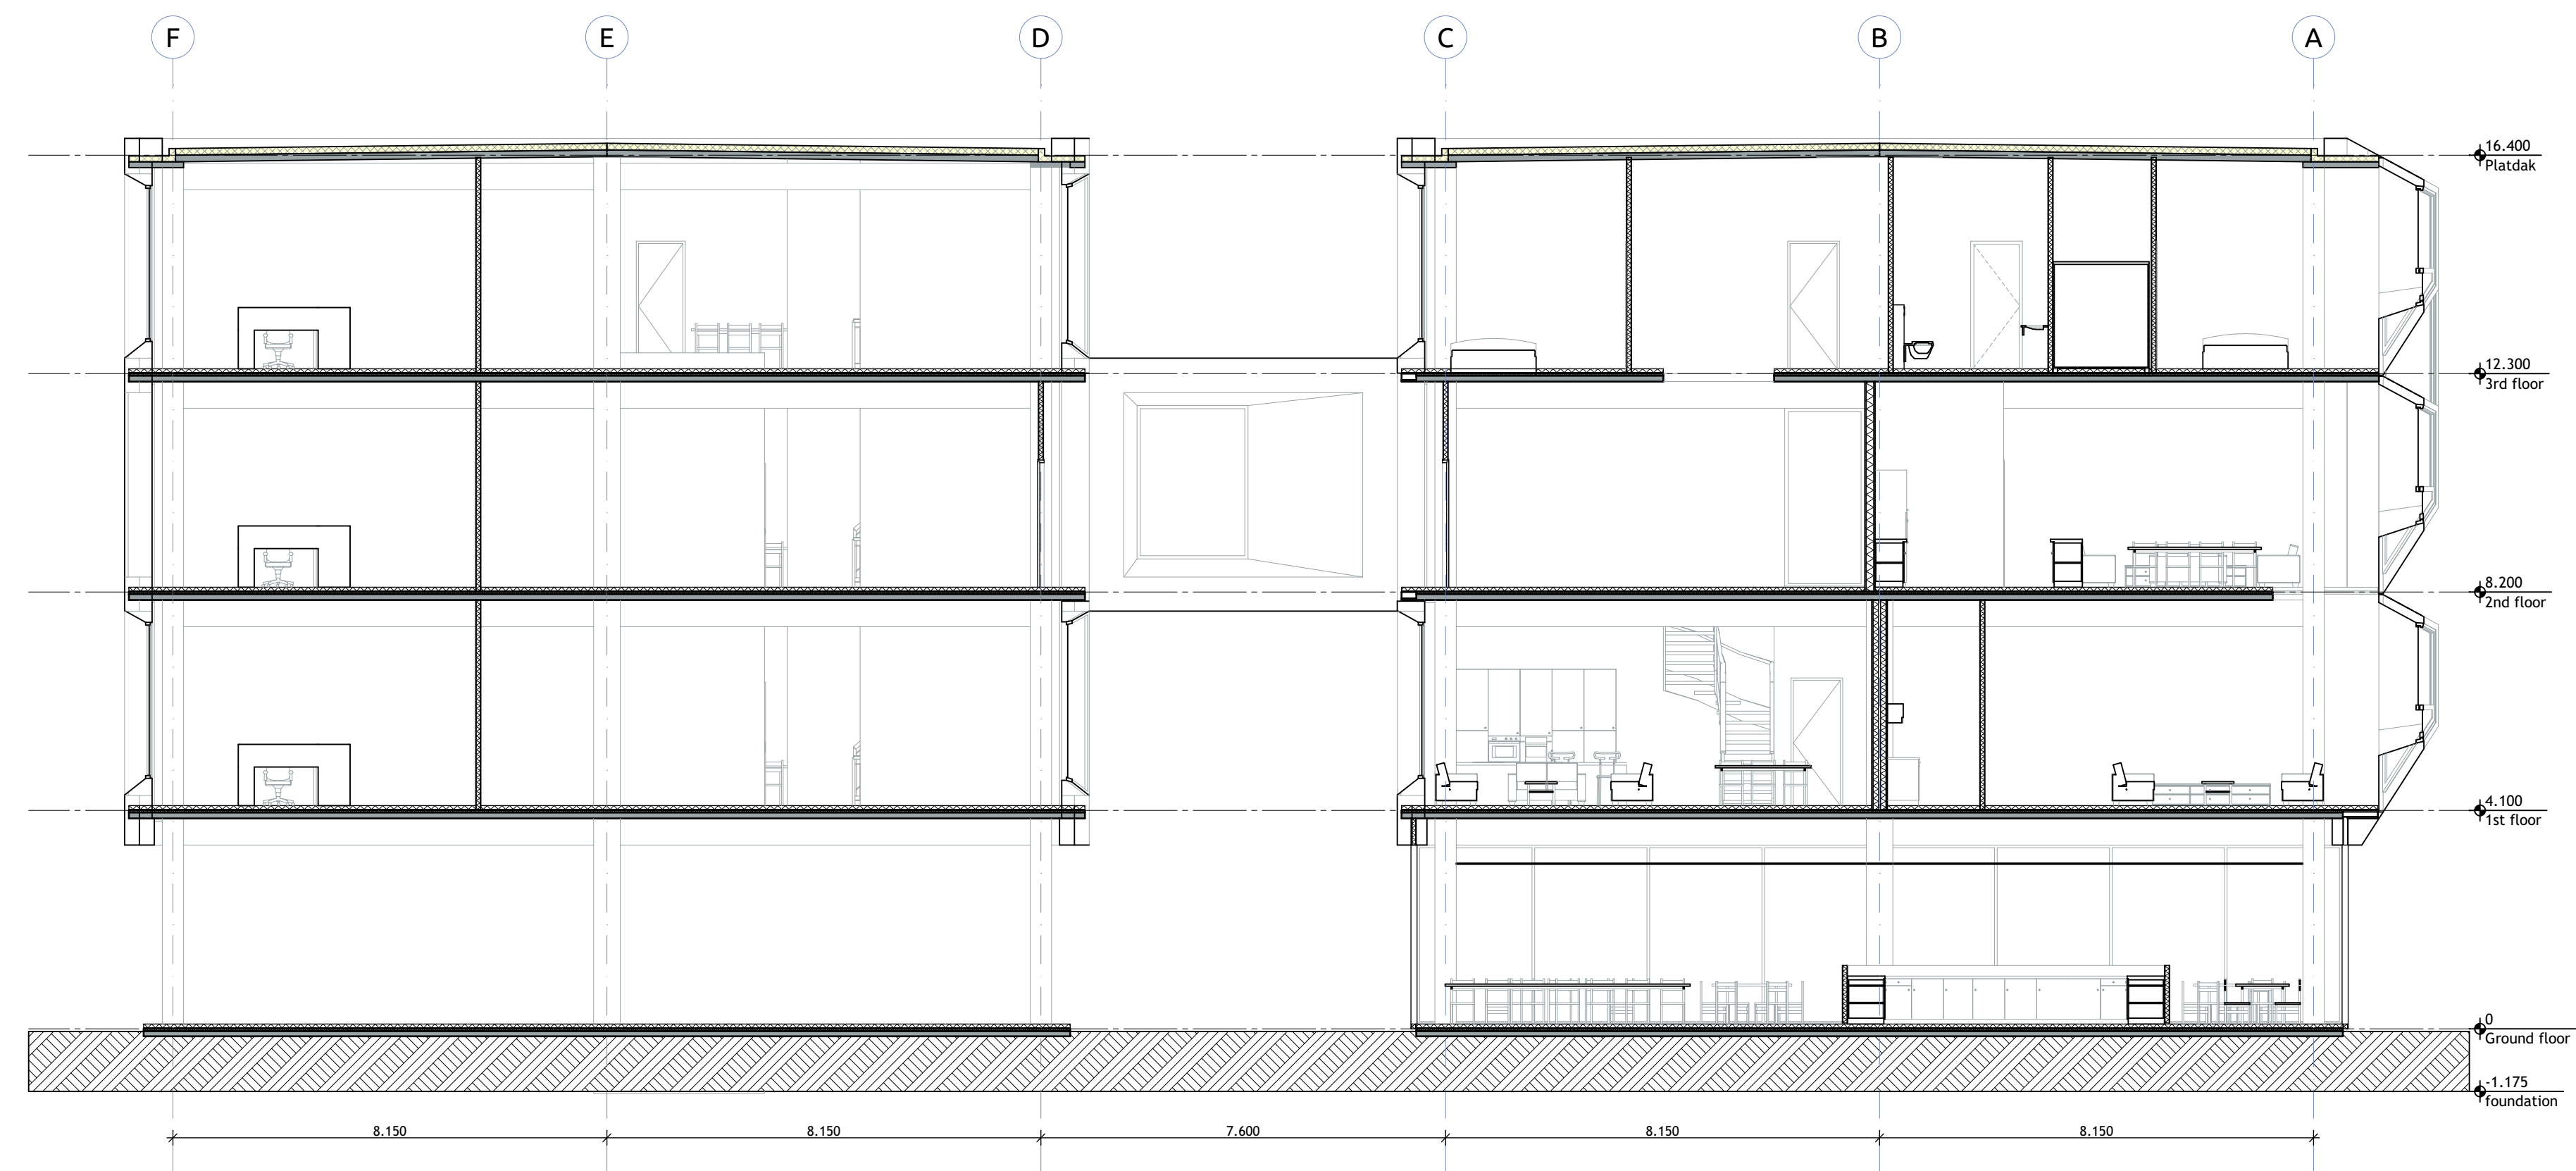 F E D C B A
16.400
Platdak
12.300
3rd floor
8.200
2nd floor
4.100
1st floor
0
Ground floor
-1.175
foundation
8.150 8.150 7.600 8.150 8.150